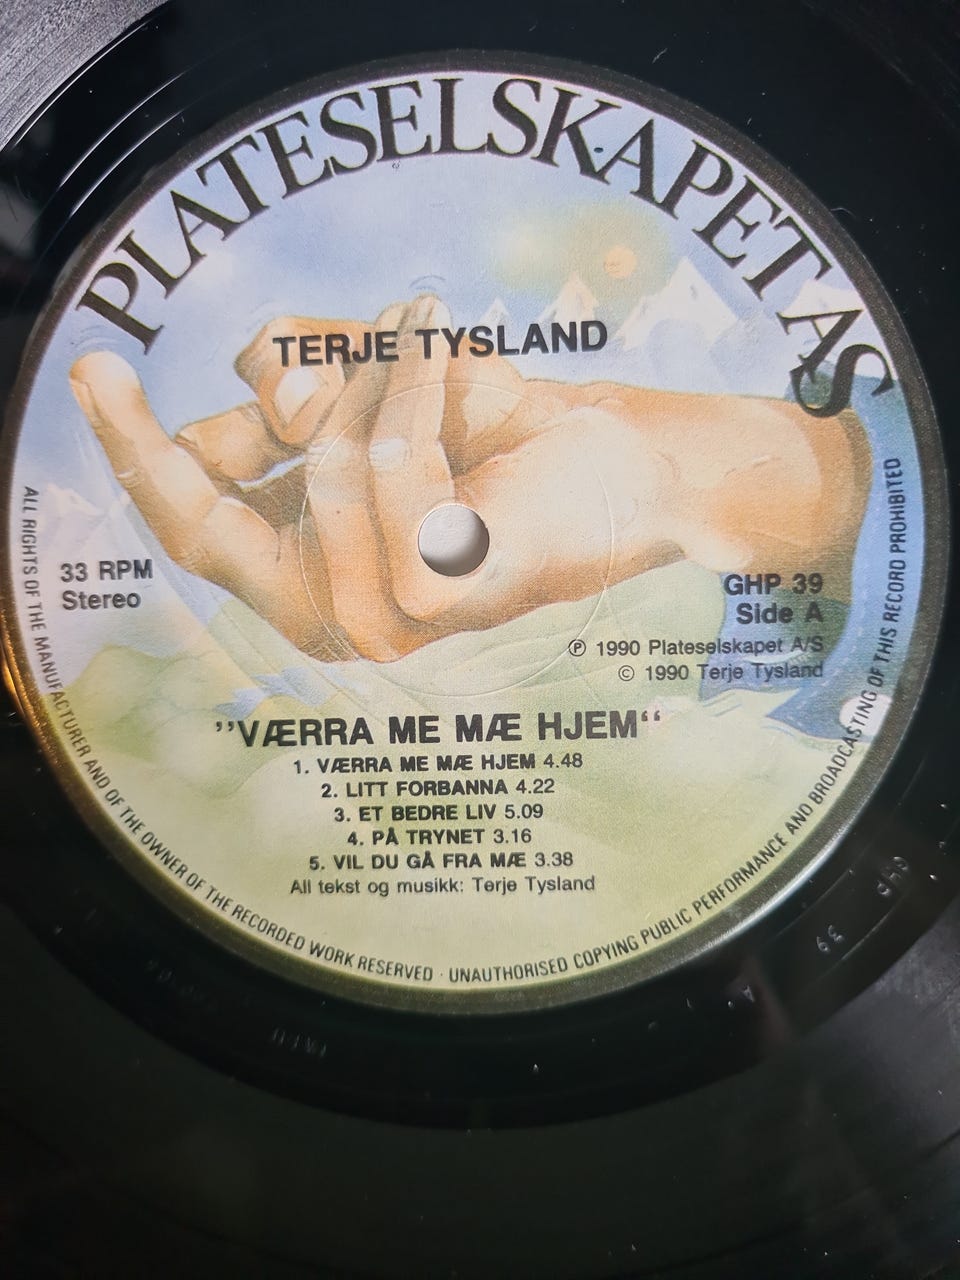 PLATESELSKAPET AS
TERJE TYSLAND
33 RPM
Stereo
GHP 39
Side A
℗ 1990 Plateselskapet A/S
© 1990 Terje Tysland
”VÆRRA ME MÆ HJEM“
1. VÆRRA ME MÆ HJEM 4.48
2. LITT FORBANNA 4.22
3. ET BEDRE LIV 5.09
4. PÅ TRYNET 3.16
5. VIL DU GÅ FRA MÆ 3.38
All tekst og musikk: Terje Tysland
ALL RIGHTS OF THE MANUFACTURER AND OF THE OWNER OF THE RECORDED WORK RESERVED · UNAUTHORISED COPYING PUBLIC PERFORMANCE AND BROADCASTING OF THIS RECORD PROHIBITED
GHP 39 A